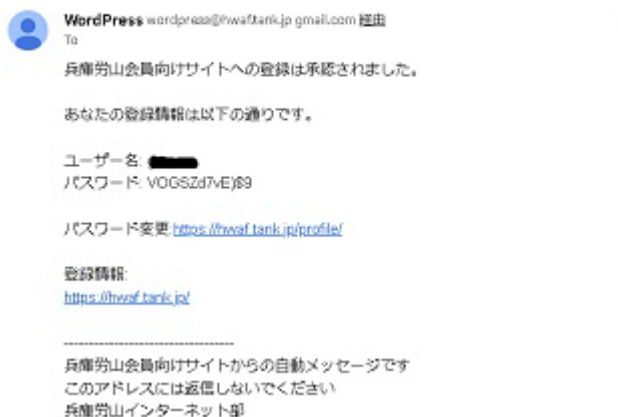 WordPress wordpress@hwaf.tank.jp gmail.com 経由
To
兵庫労山会員向けサイトへの登録は承認されました。
あなたの登録情報は以下の通りです。
ユーザー名:
パスワード: VOGSZd7vE)$9
パスワード変更:https://hwaf.tank.jp/profile/
登録情報:
https://hwaf.tank.jp/
----------------------------------
兵庫労山会員向けサイトからの自動メッセージです
このアドレスには返信しないでください
兵庫労山インターネット部